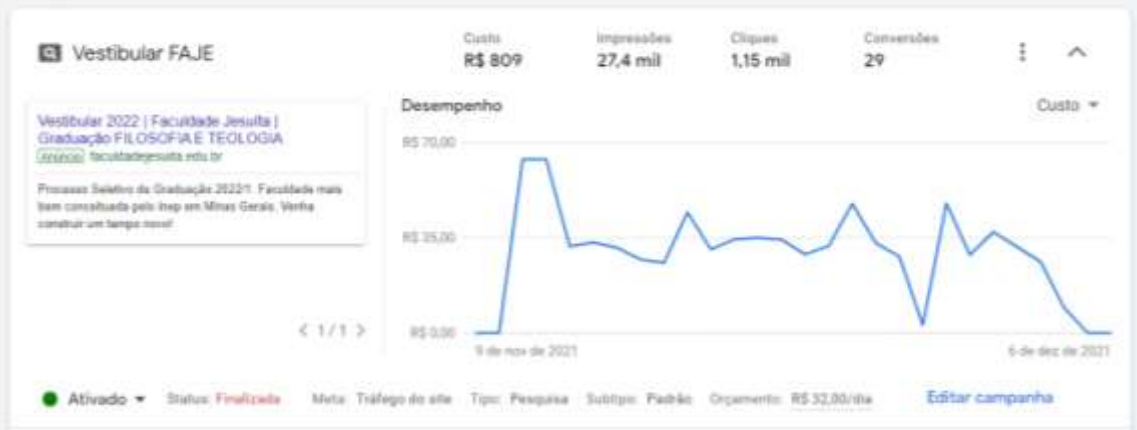 Vestibular FAJE
Custo
R$ 809
Impressões
27,4 mil
Cliques
1,15 mil
Conversões
29
Vestibular 2022 | Faculdade Jesuíta |
Graduação FILOSOFIA E TEOLOGIA
Anúncio faculdadejesuita.edu.br
Processo Seletivo da Graduação 2022/1. Faculdade mais
bem conceituada pelo Inep em Minas Gerais. Venha
construir um tempo novo!
< 1 / 1 >
Desempenho
Custo
R$ 70,00
R$ 35,00
R$ 0,00
9 de nov de 2021
6 de dez de 2021
Ativado
Status: Finalizada
Meta: Tráfego do site
Tipo: Pesquisa
Subtipo: Padrão
Orçamento: R$ 32,00/dia
Editar campanha